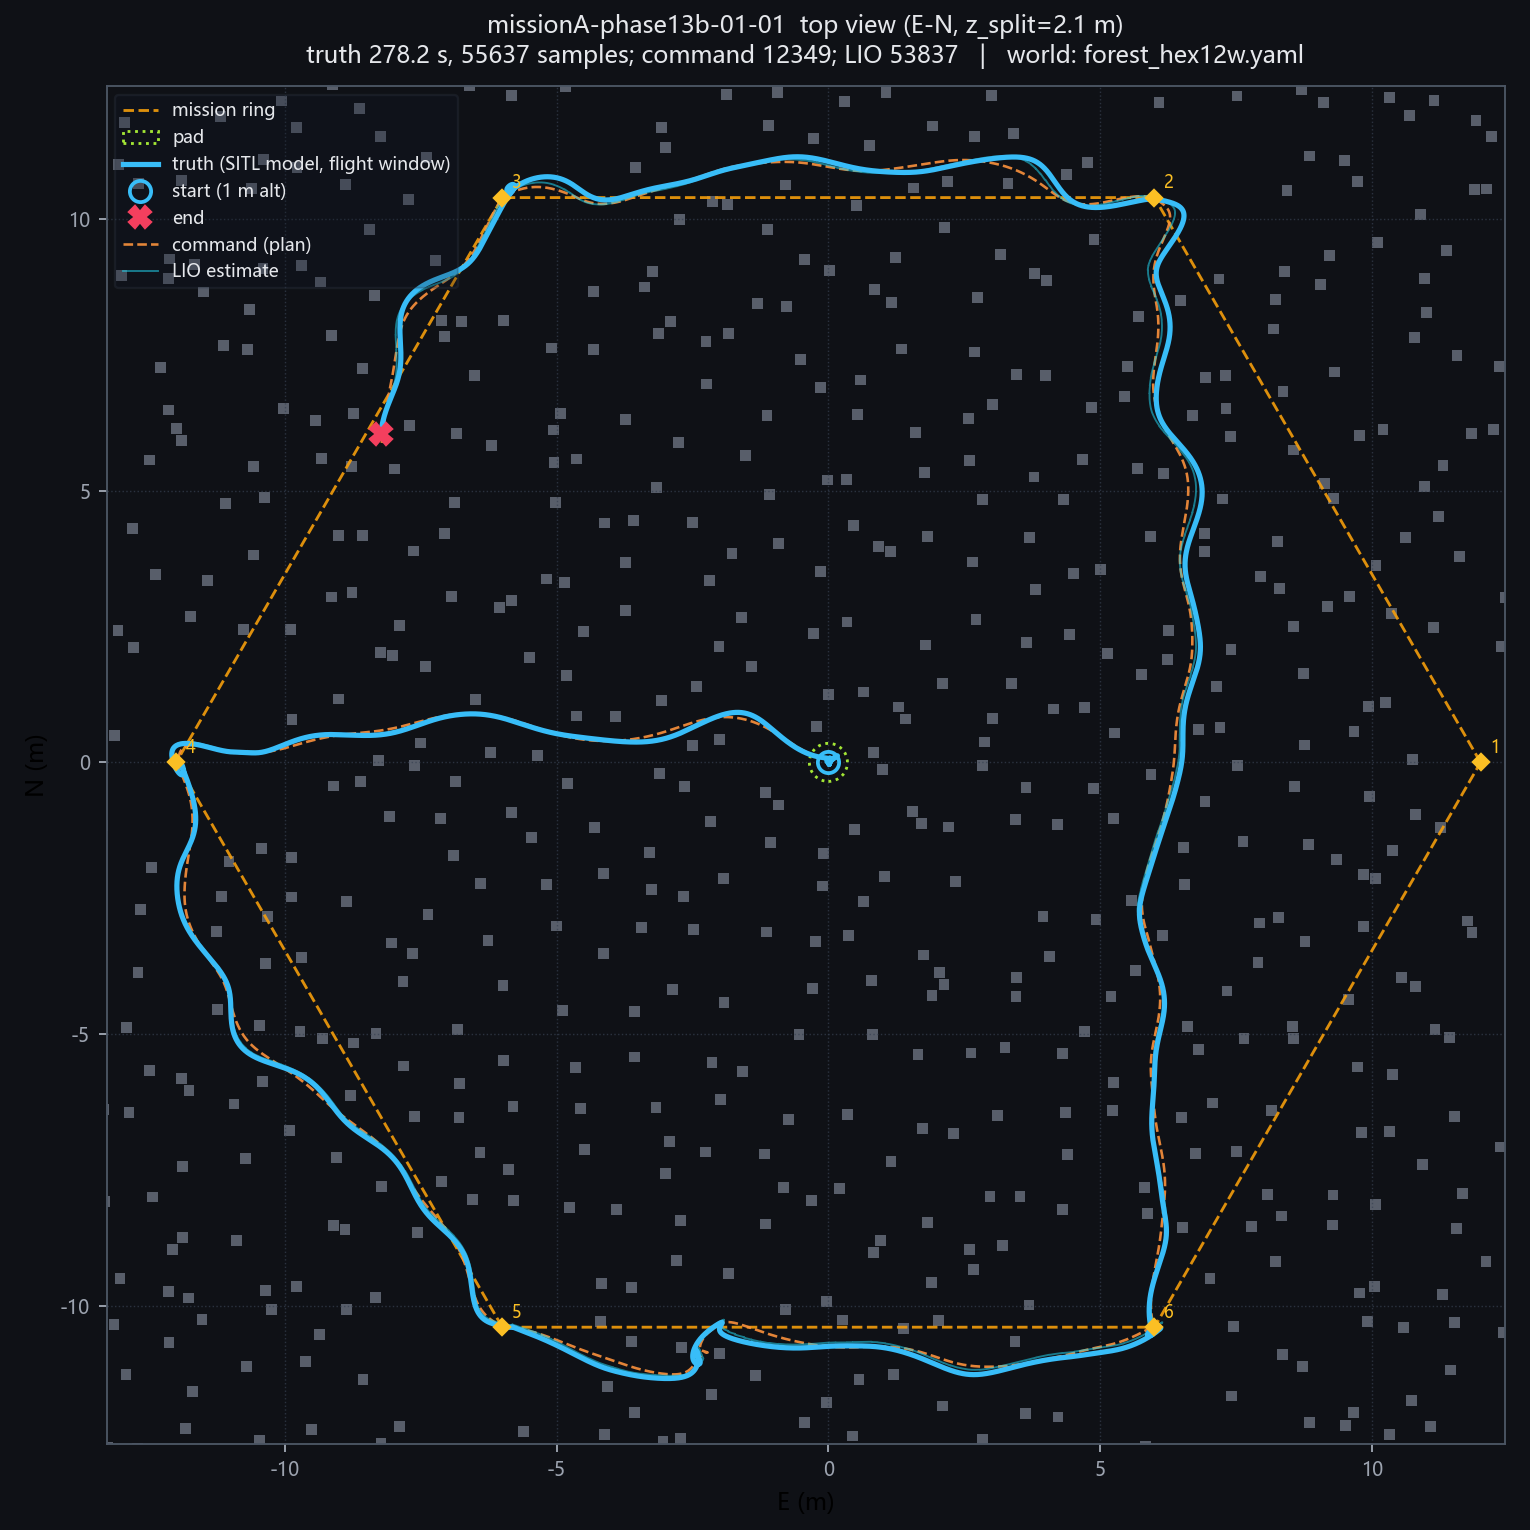 missionA-phase13b-01-01  top view (E-N, z_split=2.1 m)
truth 278.2 s, 55637 samples; command 12349; LIO 53837   |   world: forest_hex12w.yaml
mission ring
pad
truth (SITL model, flight window)
start (1 m alt)
end
command (plan)
LIO estimate
3
2
4
1
5
6
10
5
0
-5
-10
N (m)
-10
-5
0
5
10
E (m)